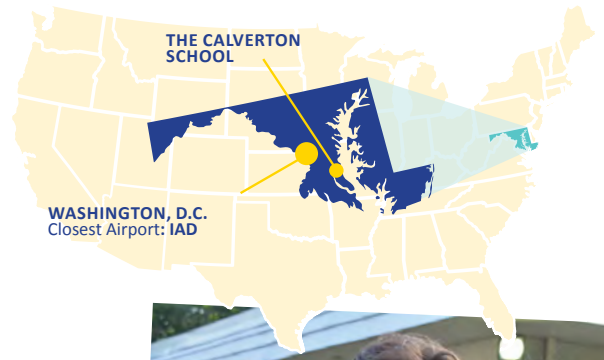 THE CALVERTON
SCHOOL
WASHINGTON, D.C.
Closest Airport: IAD